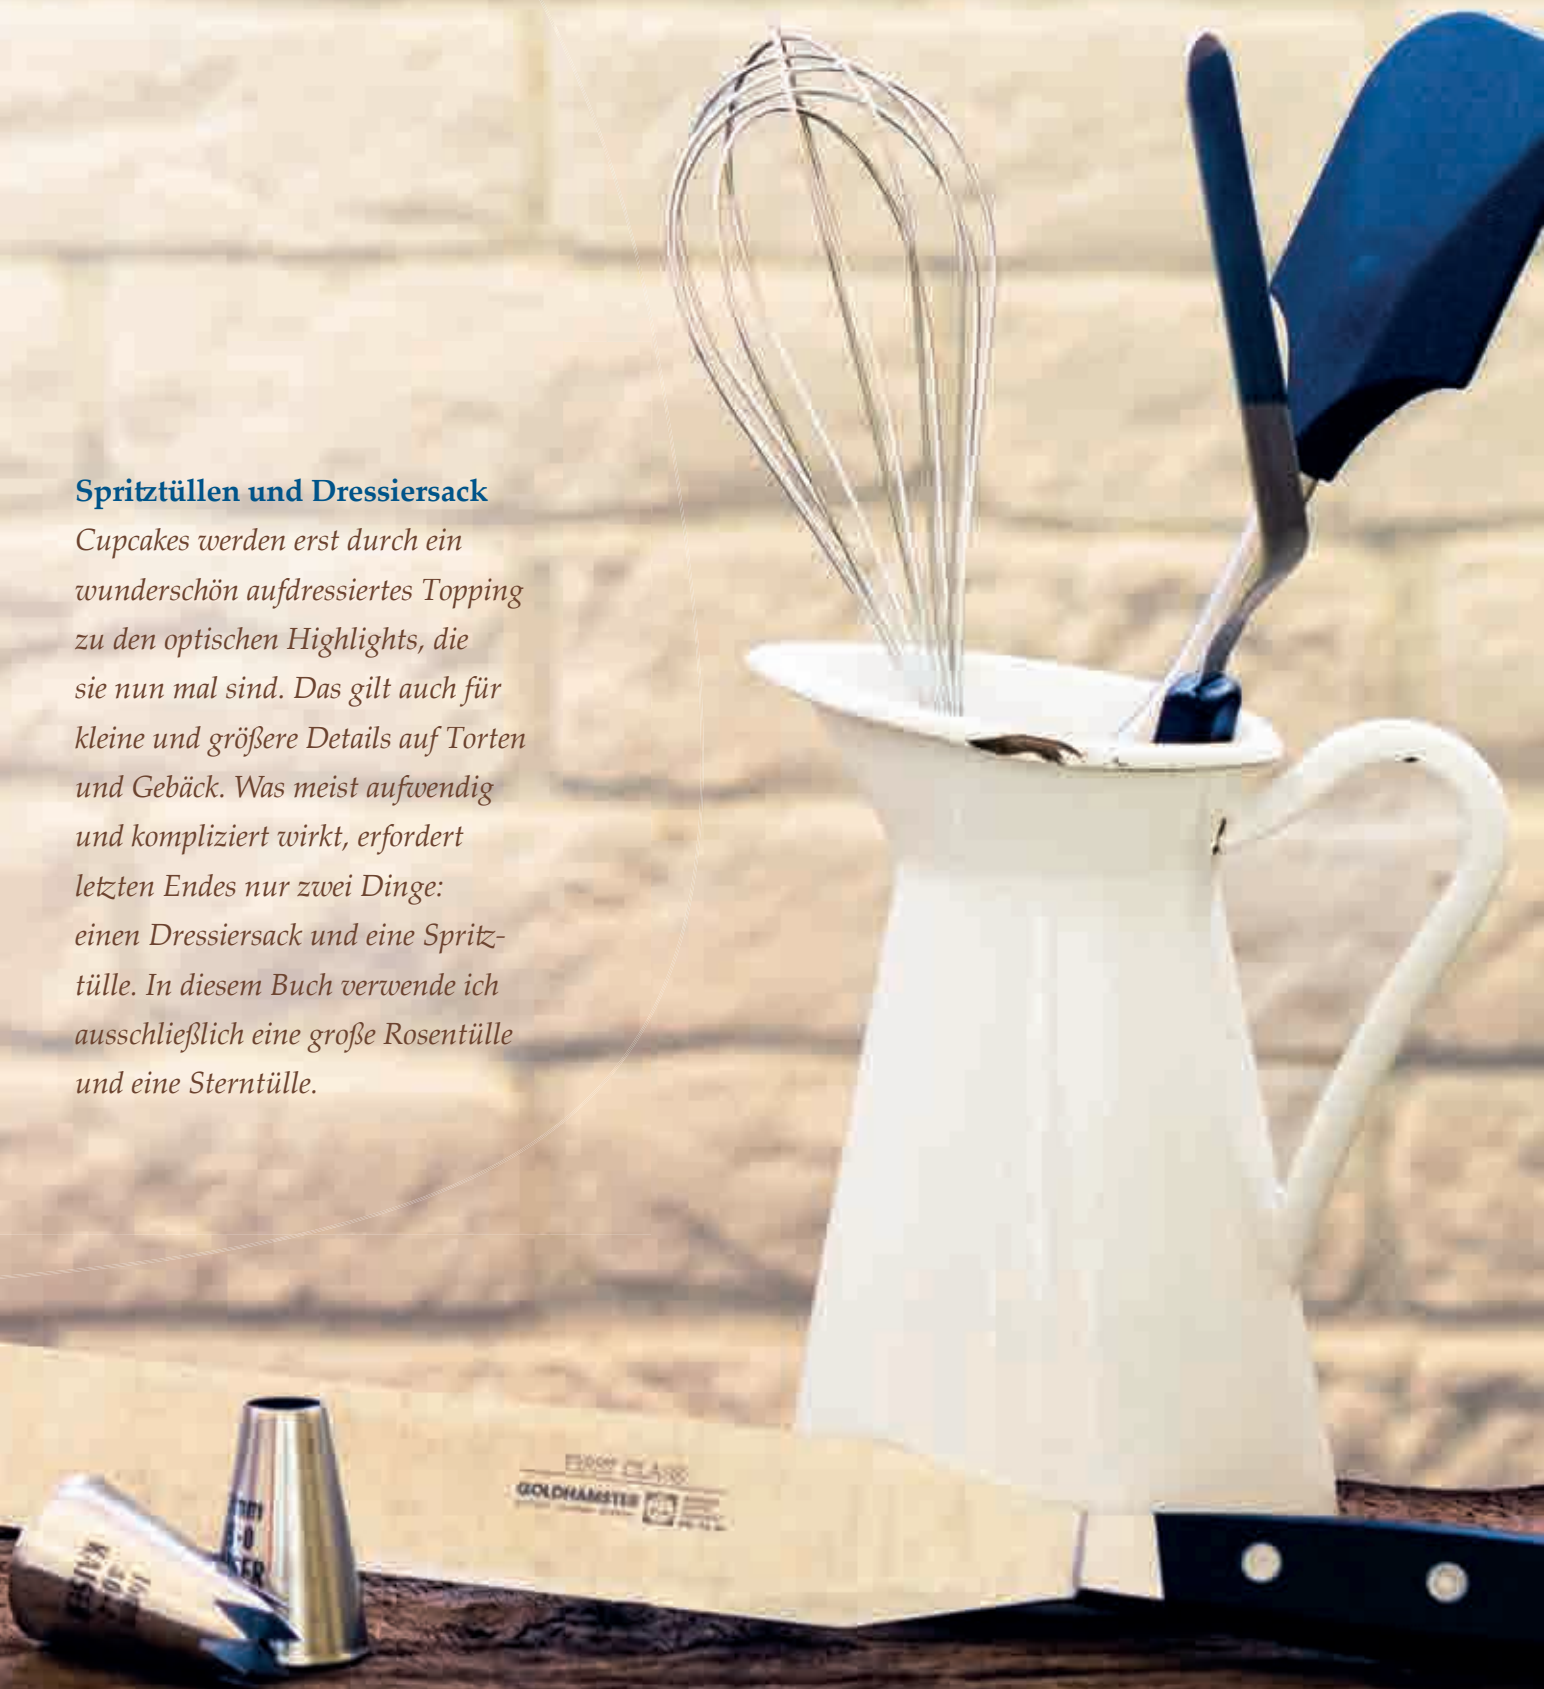 Spritztüllen und Dressiersack
Cupcakes werden erst durch ein
wunderschön aufdressiertes Topping
zu den optischen Highlights, die
sie nun mal sind. Das gilt auch für
kleine und größere Details auf Torten
und Gebäck. Was meist aufwendig
und kompliziert wirkt, erfordert
letzten Endes nur zwei Dinge:
einen Dressiersack und eine Spritz-
tülle. In diesem Buch verwende ich
ausschließlich eine große Rosentülle
und eine Sterntülle.
FIRST CLASS
GOLDHAMSTER